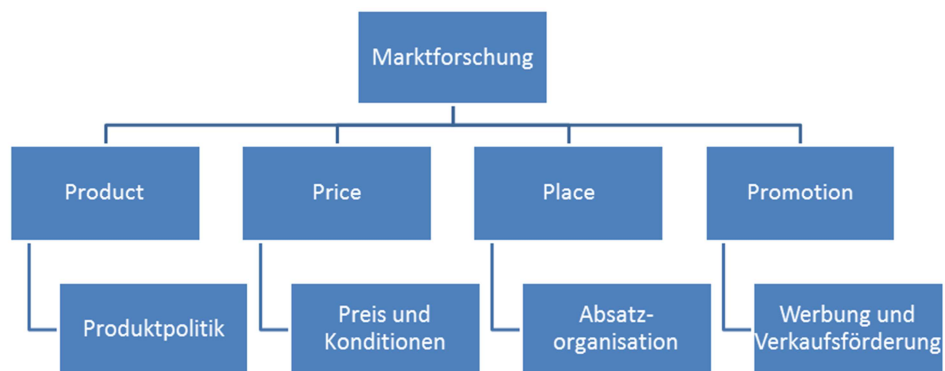 Marktforschung
Product
Price
Place
Promotion
Produktpolitik
Preis und
Konditionen
Absatz-
organisation
Werbung und
Verkaufsförderung